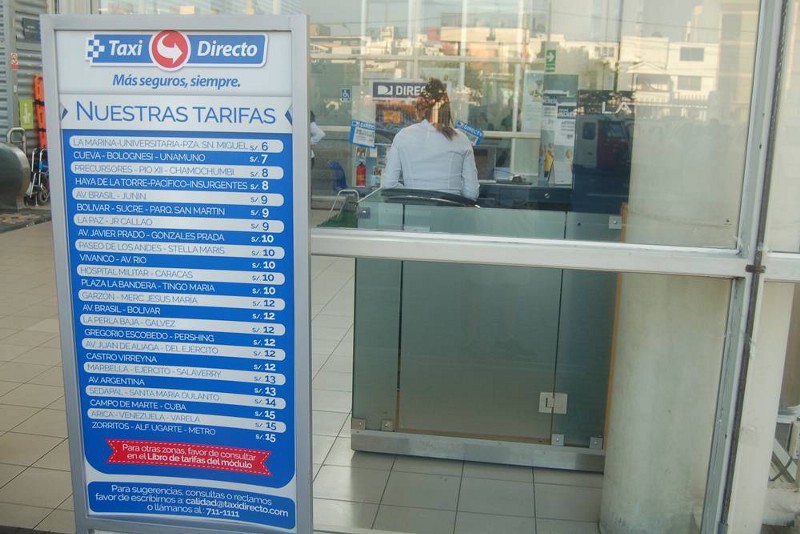 Taxi Directo
Más seguros, siempre.
NUESTRAS TARIFAS
LA MARINA-UNIVERSITARIA-PZA. SN. MIGUEL S/. 6
CUEVA - BOLOGNESI - UNAMUNO S/. 7
PRECURSORES - PIO XII - CHAMOCHUMBI S/. 8
HAYA DE LA TORRE-PACIFICO-INSURGENTES S/. 8
AV BRASIL - JUNIN S/. 9
BOLIVAR - SUCRE - PARQ. SAN MARTIN S/. 9
LA PAZ - JR CALLAO S/. 9
AV. JAVIER PRADO - GONZALES PRADA S/. 10
PASEO DE LOS ANDES - STELLA MARIS S/. 10
VIVANCO - AV. RIO S/. 10
HOSPITAL MILITAR - CARACAS S/. 10
PLAZA LA BANDERA - TINGO MARIA S/. 10
GARZÓN - MERC. JESUS MARIA S/. 12
AV. BRASIL - BOLIVAR S/. 12
LA PERLA BAJA - GALVEZ S/. 12
GREGORIO ESCOBEDO - PERSHING S/. 12
AV JUAN DE ALIAGA - DEL EJÉRCITO S/. 12
CASTRO VIRREYNA S/. 12
MARBELLA - EJÉRCITO - SALAVERRY S/. 13
AV. ARGENTINA S/. 13
SEDAPAL - SANTA MARIA DULANTO S/. 14
CAMPO DE MARTE - CUBA S/. 15
ARICA - VENEZUELA - VARELA S/. 15
ZORRITOS - ALF. UGARTE - METRO S/. 15
Para otras zonas, favor de consultar
en el Libro de tarifas del módulo
Para sugerencias, consultas o reclamos
favor de escribirnos a: calidad@taxidirecto.com
o llámanos al: 711-1111
DIRE